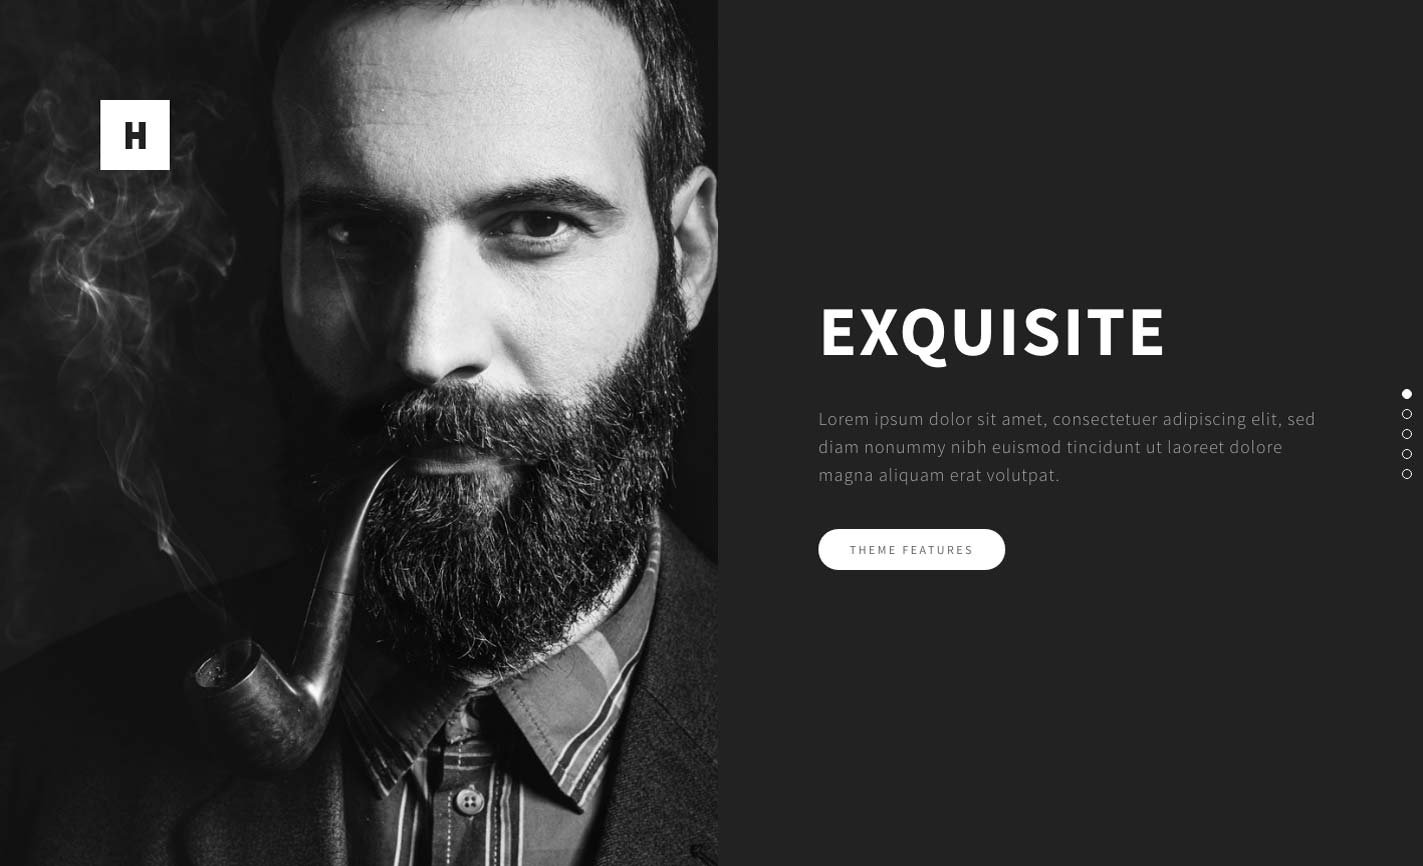 H
EXQUISITE
Lorem ipsum dolor sit amet, consectetuer adipiscing elit, sed
diam nonummy nibh euismod tincidunt ut laoreet dolore
magna aliquam erat volutpat.
THEME FEATURES